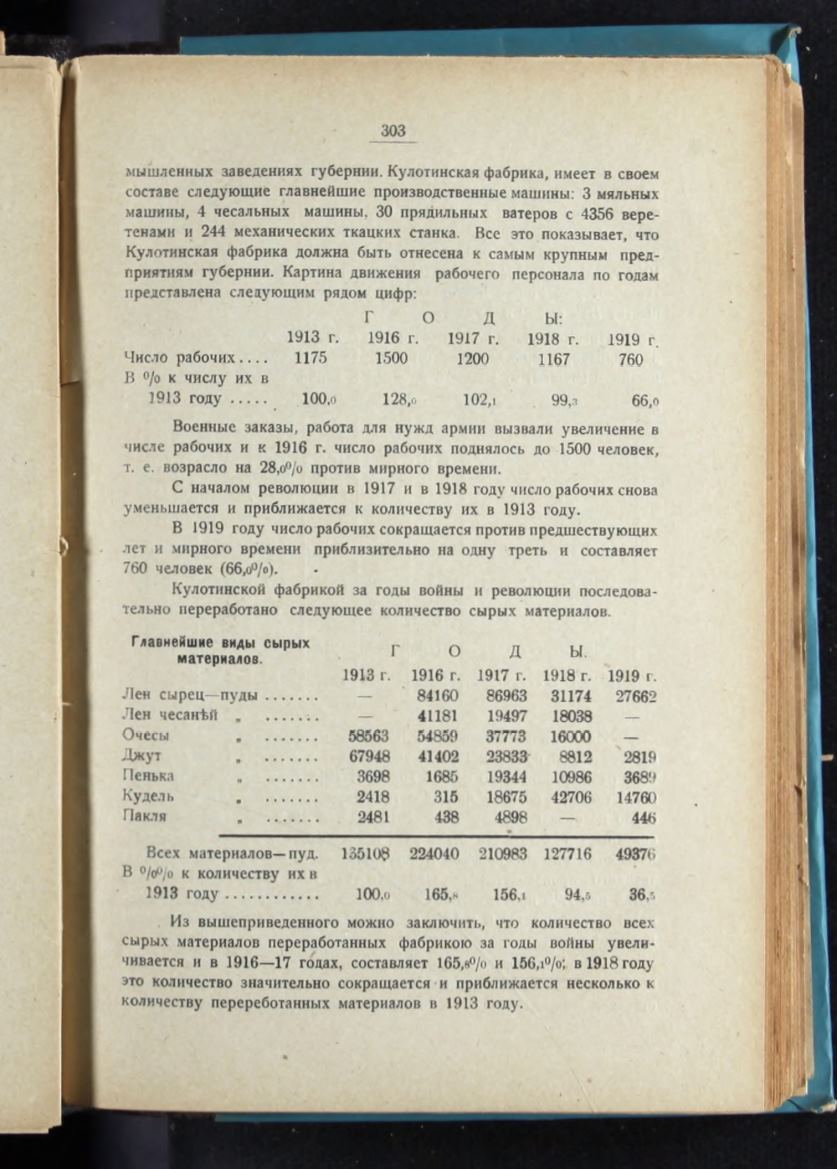 303
мышленных заведениях губернии. Кулотинская фабрика, имеет в своем
составе следующие главнейшие производственные машины: 3 мяльных
машины, 4 чесальных машины, 30 прядильных ватеров с 4356 вере-
тенами и 244 механических ткацких станка. Все это показывает, что
Кулотинская фабрика должна быть отнесена к самым крупным пред-
приятиям губернии. Картина движения рабочего персонала по годам
представлена следующим рядом цифр:
Г О Д Ы:
1913 г. 1916 г. 1917 г. 1918 г. 1919 г.
Число рабочих.... 1175 1500 1200 1167 760
В % к числу их в
1913 году ..... 100,0 128,0 102,1 99,3 66,0
Военные заказы, работа для нужд армии вызвали увеличение в
числе рабочих и к 1916 г. число рабочих поднялось до 1500 человек,
т. е. возрасло на 28,0% против мирного времени.
С началом революции в 1917 и в 1918 году число рабочих снова
уменьшается и приближается к количеству их в 1913 году.
В 1919 году число рабочих сокращается против предшествующих
лет и мирного времени приблизительно на одну треть и составляет
760 человек (66,0%).
Кулотинской фабрикой за годы войны и революции последова-
тельно переработано следующее количество сырых материалов.
Главнейшие виды сырых
материалов.
Г О Д Ы.
1913 г. 1916 г. 1917 г. 1918 г. 1919 г.
Лен сырец—пуды ....... — 84160 86963 31174 27662
Лен чесанѣй „ ....... — 41181 19497 18038 —
Очесы „ ....... 58563 54859 37773 16000 —
Джут „ ....... 67948 41402 23833 8812 2819
Пенька „ ....... 3698 1685 19344 10986 3689
Кудель „ ....... 2418 315 18675 42706 14760
Пакля „ ....... 2481 438 4898 — 446
Всех материалов—пуд. 135108 224040 210983 127716 49376
В %% к количеству их в
1913 году ............ 100,0 165,8 156,1 94,5 36,5
Из вышеприведенного можно заключить, что количество всех
сырых материалов переработанных фабрикою за годы войны увели-
чивается и в 1916—17 годах, составляет 165,8% и 156,1%; в 1918 году
это количество значительно сокращается и приближается несколько к
количеству переребoтанных материалов в 1913 году.